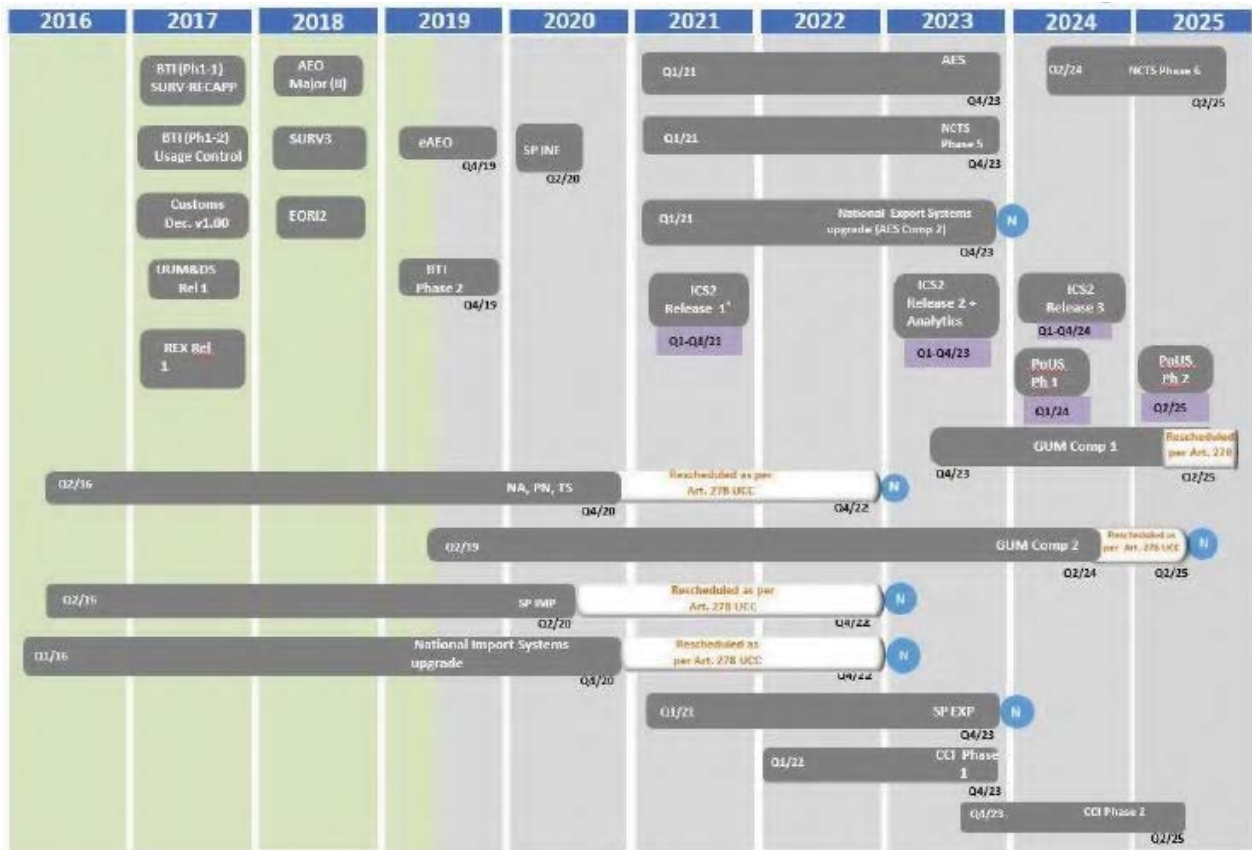 2016 2017 2018 2019 2020 2021 2022 2023 2024 2025
BTI (Ph1-1)
SURV-RECAPP
AEO
Major (II)
Q1/21
AES
Q4/23
Q2/24
NCTS Phase 6
Q2/25
BTI (Ph1-2)
Usage Control
SURV3
eAEO
Q4/19
SP INF
Q2/20
Q1/21
NCTS
Phase 5
Q4/23
Customs
Dec. v1.00
EORI2
Q1/21
National Export Systems
upgrade (AES Comp 2)
N
Q4/23
UUM&DS
Rel 1
BTI
Phase 2
Q4/19
ICS2
Release 1*
Q1-Q4/21
ICS2
Release 2 +
Analytics
Q1-Q4/23
ICS2
Release 3
Q1-Q4/24
REX Rel
1
PoUS
Ph 1
Q1/24
PoUS
Ph 2
Q2/25
GUM Comp 1
Rescheduled
per Art. 278
Q4/23
Q2/25
Q2/16
NA, PN, TS
Rescheduled as per
Art. 278 UCC
N
Q4/20
Q4/22
Q2/19
GUM Comp 2
Rescheduled as
per Art. 278 UCC
N
Q2/24
Q2/25
Q2/16
SP IMP
Rescheduled as per
Art. 278 UCC
N
Q2/20
Q4/22
Q1/16
National Import Systems
upgrade
Rescheduled as
per Art. 278 UCC
N
Q4/20
Q4/22
Q1/21
SP EXP
N
Q4/23
Q1/22
CCI Phase
1
Q4/23
Q4/23
CCI Phase 2
Q2/25